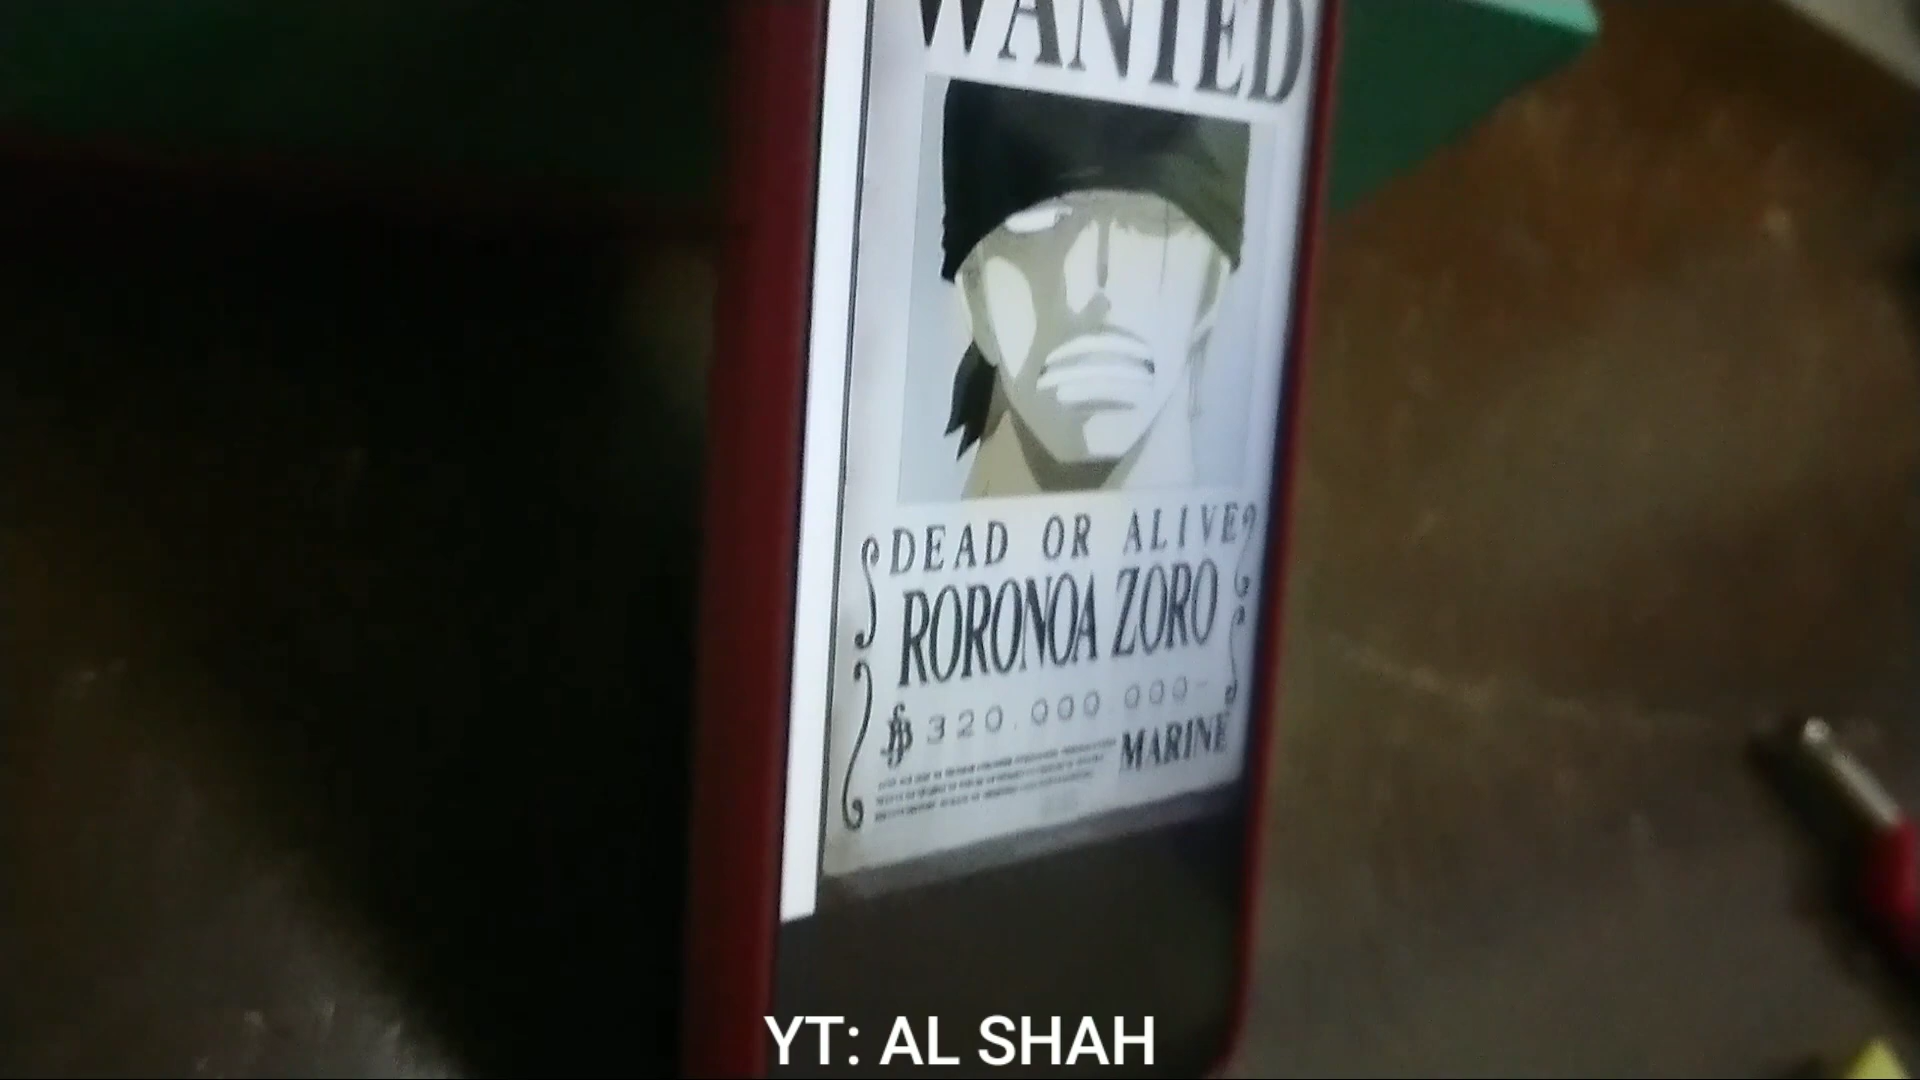 WANTED
DEAD OR ALIVE
RORONOA ZORO
฿320.000.000-
MARINE
YT: AL SHAH